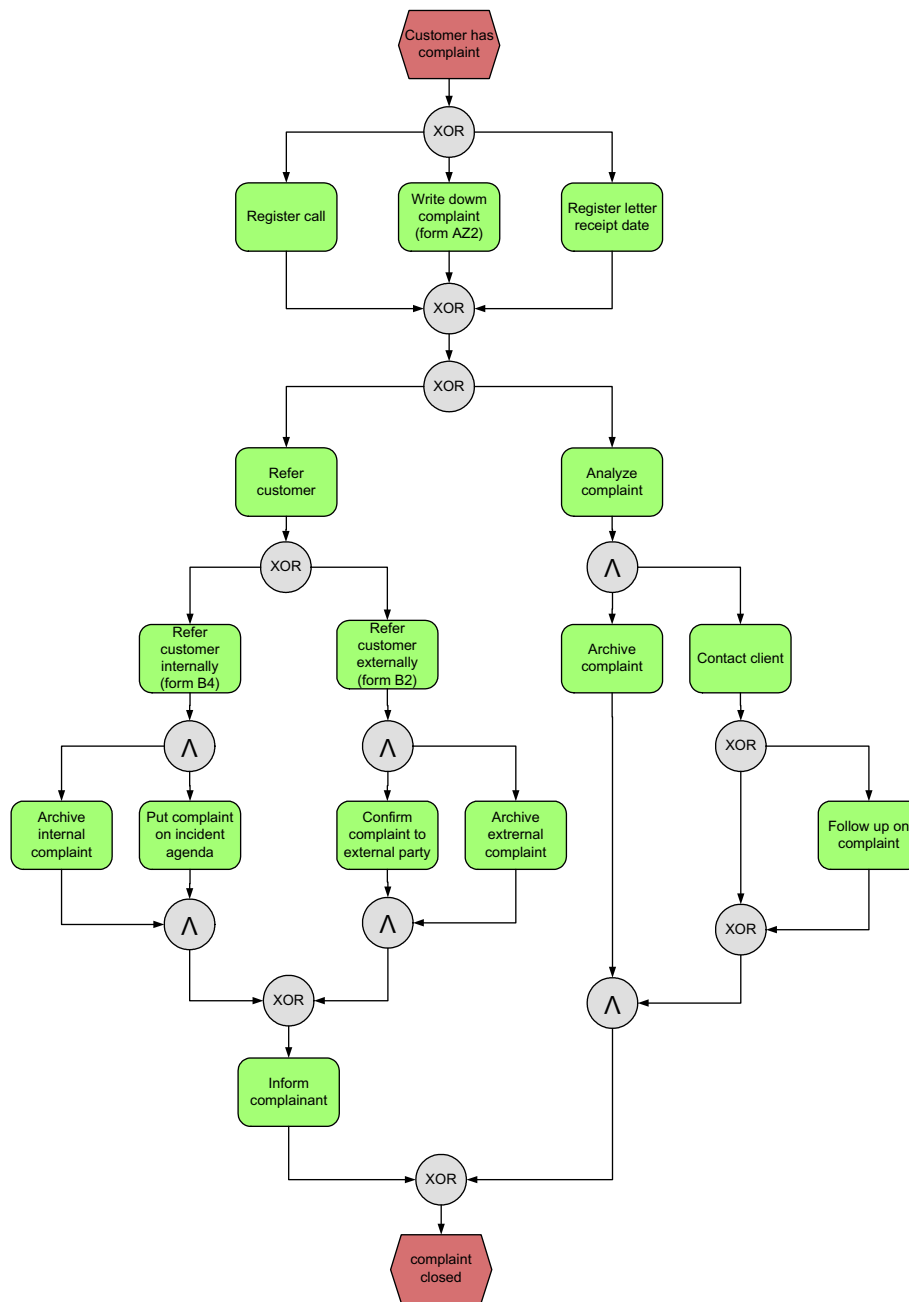 Customer has
complaint
XOR
Register call
Write dowm
complaint
(form AZ2)
Register letter
receipt date
XOR
XOR
Refer
customer
Analyze
complaint
XOR
Λ
Refer
customer
internally
(form B4)
Refer
customer
externally
(form B2)
Archive
complaint
Contact client
Λ
Λ
XOR
Archive
internal
complaint
Put complaint
on incident
agenda
Confirm
complaint to
external party
Archive
extrernal
complaint
Follow up on
complaint
Λ
Λ
XOR
XOR
Λ
Inform
complainant
XOR
complaint
closed